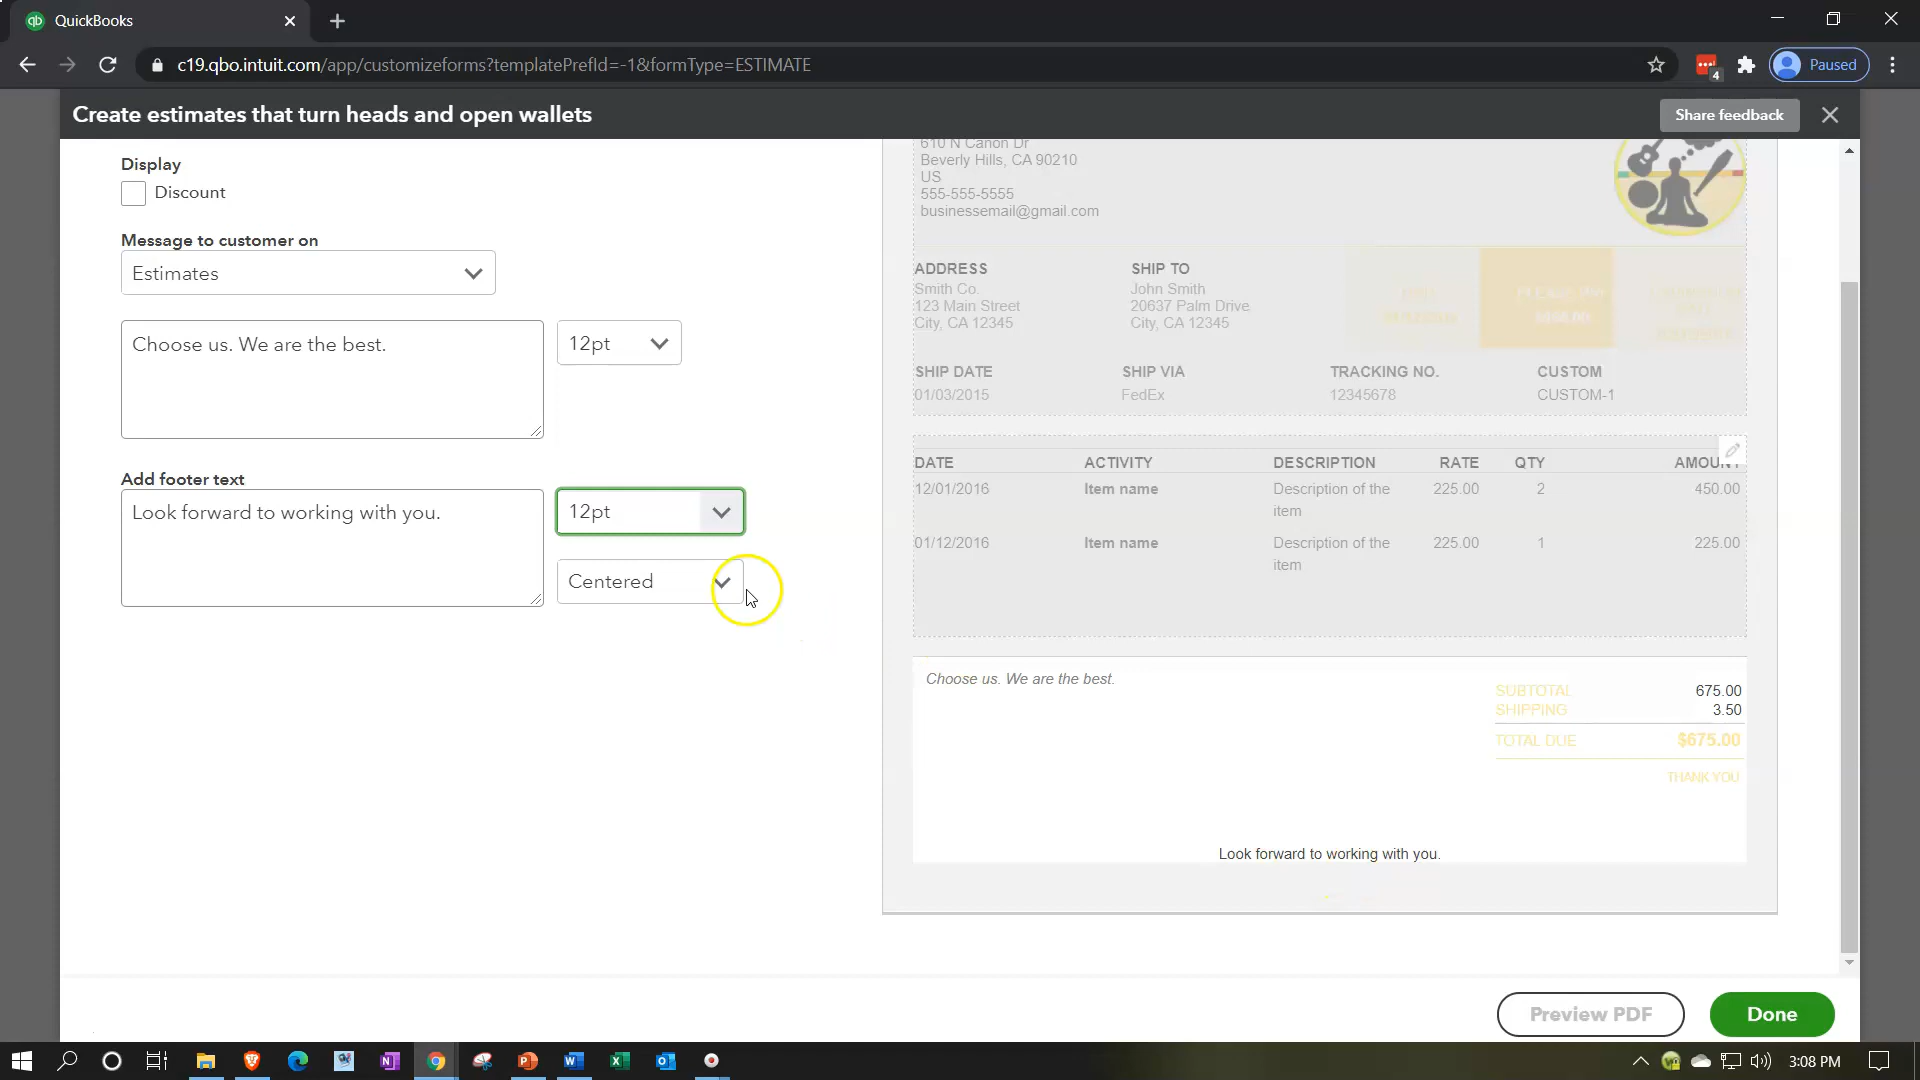 QuickBooks
c19.qbo.intuit.com/app/customizeforms?templatePrefId=-1&formType=ESTIMATE
4
Paused
Create estimates that turn heads and open wallets
Share feedback
Display
Discount
Message to customer on
Estimates
Choose us. We are the best.
12pt
Add footer text
Look forward to working with you.
12pt
Centered
610 N Canon Dr
Beverly Hills, CA 90210
US
555-555-5555
businessemail@gmail.com
ADDRESS
Smith Co.
123 Main Street
City, CA 12345
SHIP TO
John Smith
20637 Palm Drive
City, CA 12345
PLEASE PAY
SHIP DATE SHIP VIA TRACKING NO. CUSTOM
01/03/2015 FedEx 12345678 CUSTOM-1
DATE ACTIVITY DESCRIPTION RATE QTY AMOUNT
12/01/2016 Item name Description of the item 225.00 2 450.00
01/12/2016 Item name Description of the item 225.00 1 225.00
Choose us. We are the best.
SUBTOTAL 675.00
SHIPPING 3.50
TOTAL DUE $675.00
THANK YOU
Look forward to working with you.
Preview PDF
Done
3:08 PM